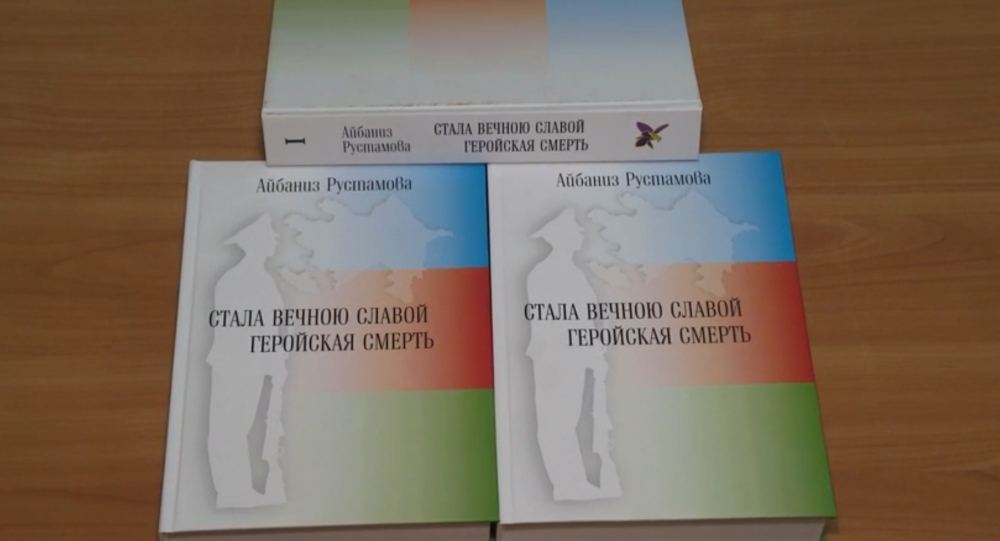 I
Айбаниз
Рустамова
СТАЛА ВЕЧНОЮ СЛАВОЙ
ГЕРОЙСКАЯ СМЕРТЬ
Айбаниз Рустамова
СТАЛА ВЕЧНОЮ СЛАВОЙ
ГЕРОЙСКАЯ СМЕРТЬ
Айбаниз Рустамова
СТАЛА ВЕЧНОЮ СЛАВОЙ
ГЕРОЙСКАЯ СМЕРТЬ